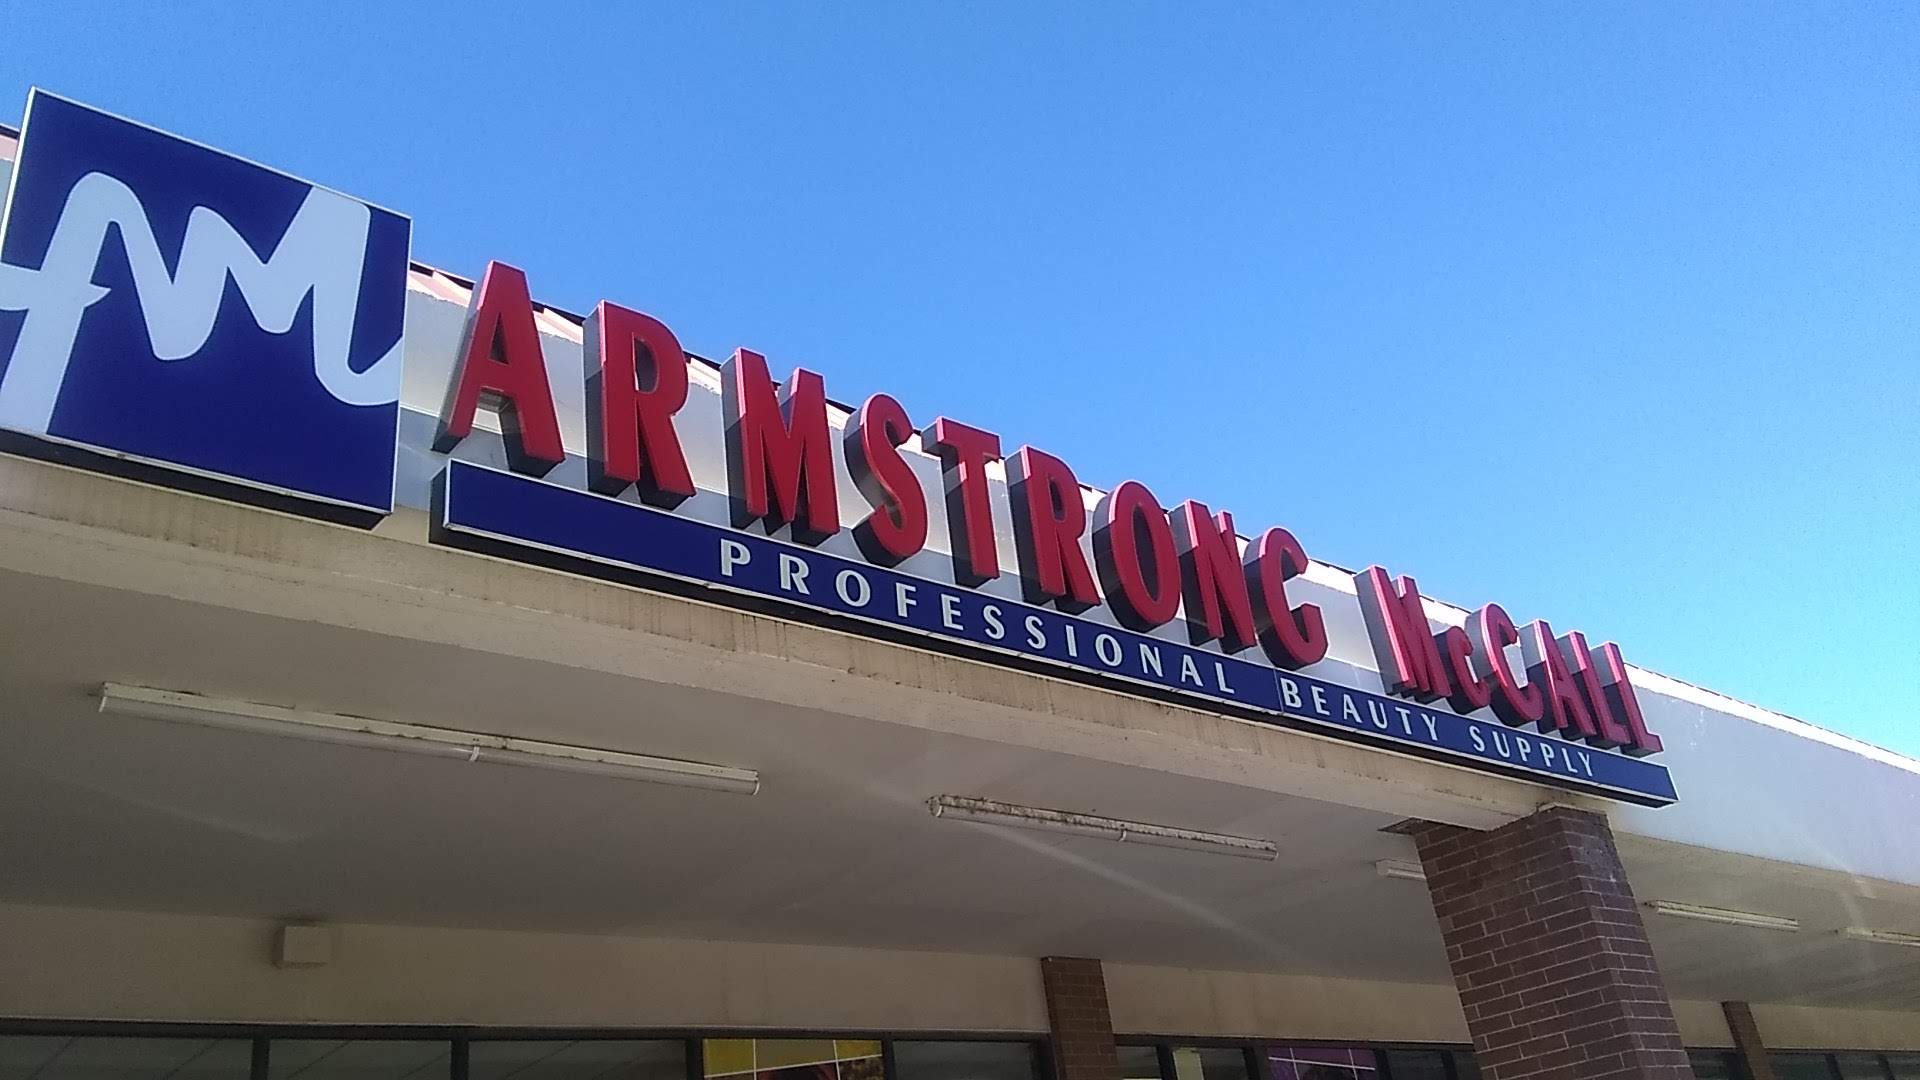 AM
ARMSTRONG McCALL
PROFESSIONAL BEAUTY SUPPLY